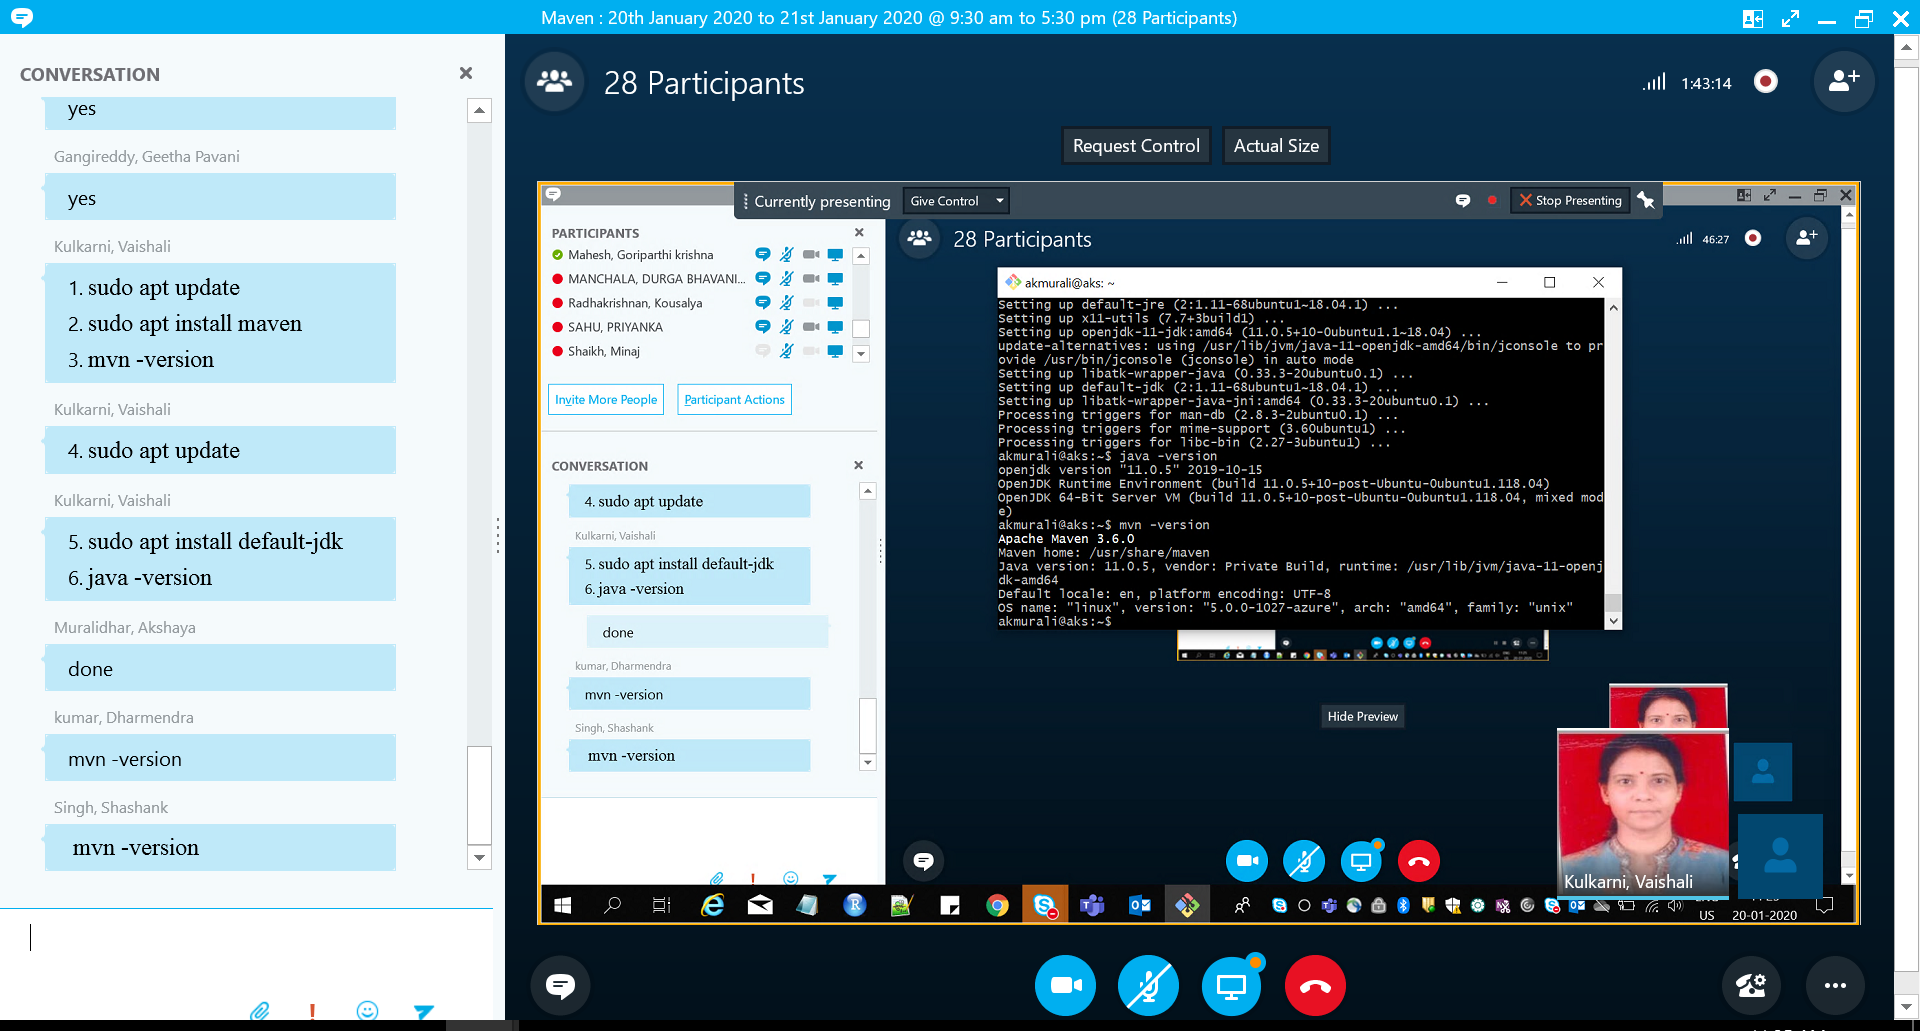 Maven : 20th January 2020 to 21st January 2020 @ 9:30 am to 5:30 pm (28 Participants)
CONVERSATION
yes
Gangireddy, Geetha Pavani
yes
Kulkarni, Vaishali
1. sudo apt update
2. sudo apt install maven
3. mvn -version
Kulkarni, Vaishali
4. sudo apt update
Kulkarni, Vaishali
5. sudo apt install default-jdk
6. java -version
Muralidhar, Akshaya
done
kumar, Dharmendra
mvn -version
Singh, Shashank
mvn -version
28 Participants
1:43:14
Request Control
Actual Size
Currently presenting
Give Control
Stop Presenting
PARTICIPANTS
Mahesh, Goriparthi krishna
MANCHALA, DURGA BHAVANI...
Radhakrishnan, Kousalya
SAHU, PRIYANKA
Shaikh, Minaj
Invite More People
Participant Actions
CONVERSATION
4. sudo apt update
Kulkarni, Vaishali
5. sudo apt install default-jdk
6. java -version
done
kumar, Dharmendra
mvn -version
Singh, Shashank
mvn -version
28 Participants
46:27
akmurali@aks: ~
Setting up default-jre (2:1.11-68ubuntu1~18.04.1) ...
Setting up x11-utils (7.7+3build1) ...
Setting up openjdk-11-jdk:amd64 (11.0.5+10-0ubuntu1.1~18.04) ...
update-alternatives: using /usr/lib/jvm/java-11-openjdk-amd64/bin/jconsole to pr
ovide /usr/bin/jconsole (jconsole) in auto mode
Setting up libatk-wrapper-java (0.33.3-20ubuntu0.1) ...
Setting up default-jdk (2:1.11-68ubuntu1~18.04.1) ...
Setting up libatk-wrapper-java-jni:amd64 (0.33.3-20ubuntu0.1) ...
Processing triggers for man-db (2.8.3-2ubuntu0.1) ...
Processing triggers for mime-support (3.60ubuntu1) ...
Processing triggers for libc-bin (2.27-3ubuntu1) ...
akmurali@aks:~$ java -version
openjdk version "11.0.5" 2019-10-15
OpenJDK Runtime Environment (build 11.0.5+10-post-Ubuntu-0ubuntu1.118.04)
OpenJDK 64-Bit Server VM (build 11.0.5+10-post-Ubuntu-0ubuntu1.118.04, mixed mod
e)
akmurali@aks:~$ mvn -version
Apache Maven 3.6.0
Maven home: /usr/share/maven
Java version: 11.0.5, vendor: Private Build, runtime: /usr/lib/jvm/java-11-openj
dk-amd64
Default locale: en, platform encoding: UTF-8
OS name: "linux", version: "5.0.0-1027-azure", arch: "amd64", family: "unix"
akmurali@aks:~$
Hide Preview
Kulkarni, Vaishali
US
20-01-2020